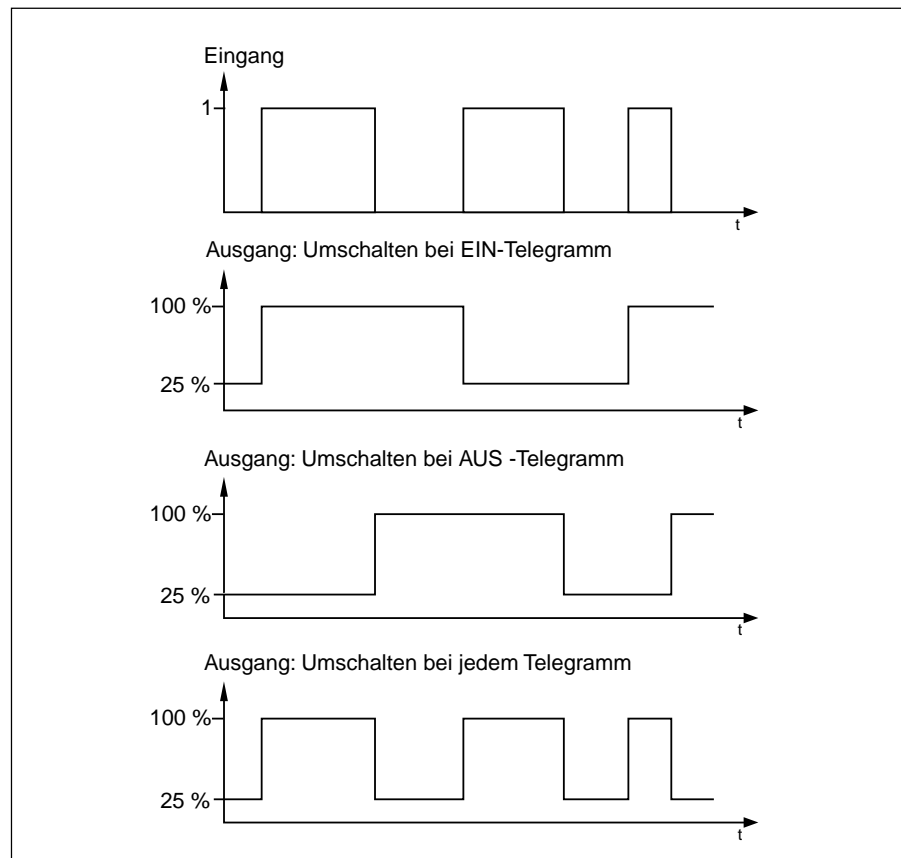 Eingang
1
t
Ausgang: Umschalten bei EIN-Telegramm
100 %
25 %
t
Ausgang: Umschalten bei AUS -Telegramm
100 %
25 %
t
Ausgang: Umschalten bei jedem Telegramm
100 %
25 %
t